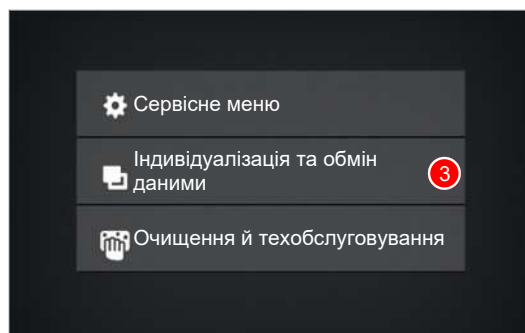 Сервісне меню
Індивідуалізація та обмін
даними
3
Очищення й техобслуговування